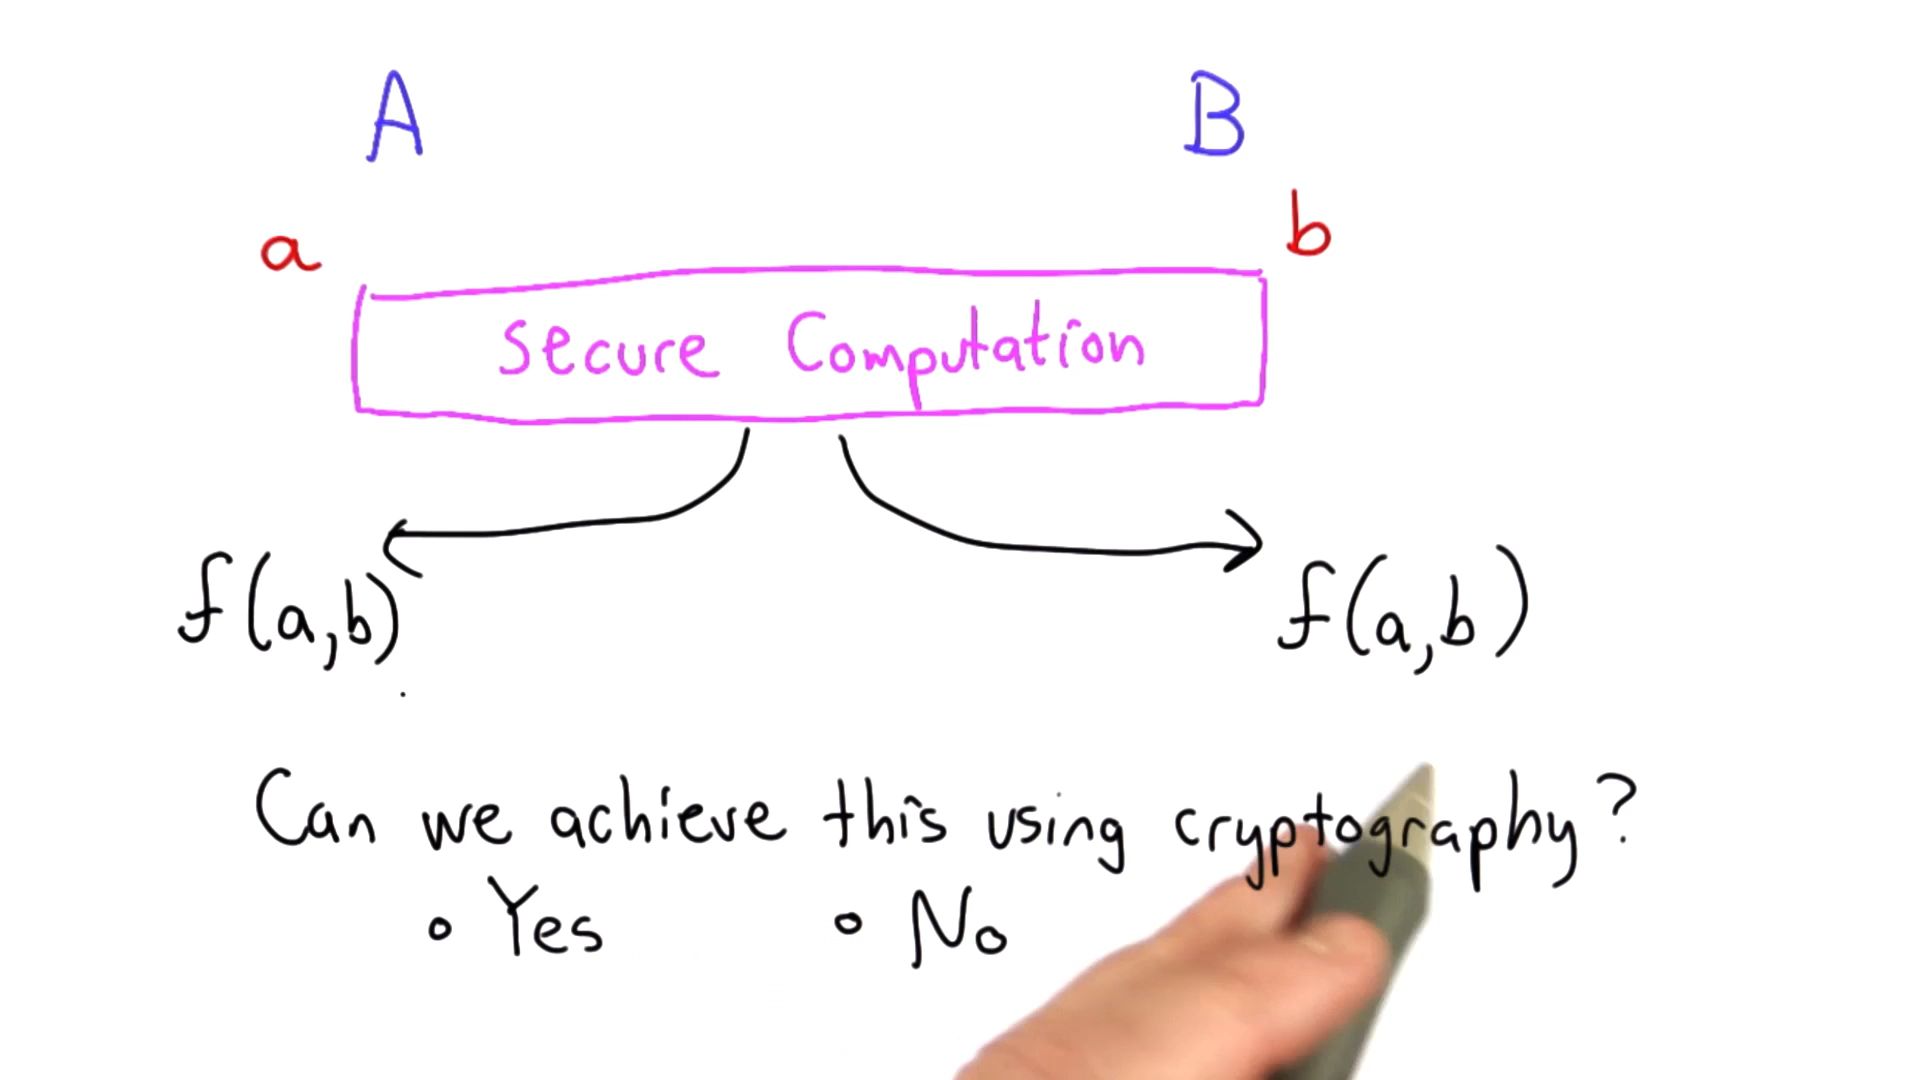 A B
a b
Secure Computation
f(a,b) f(a,b)
Can we achieve this using cryptography?
Yes No